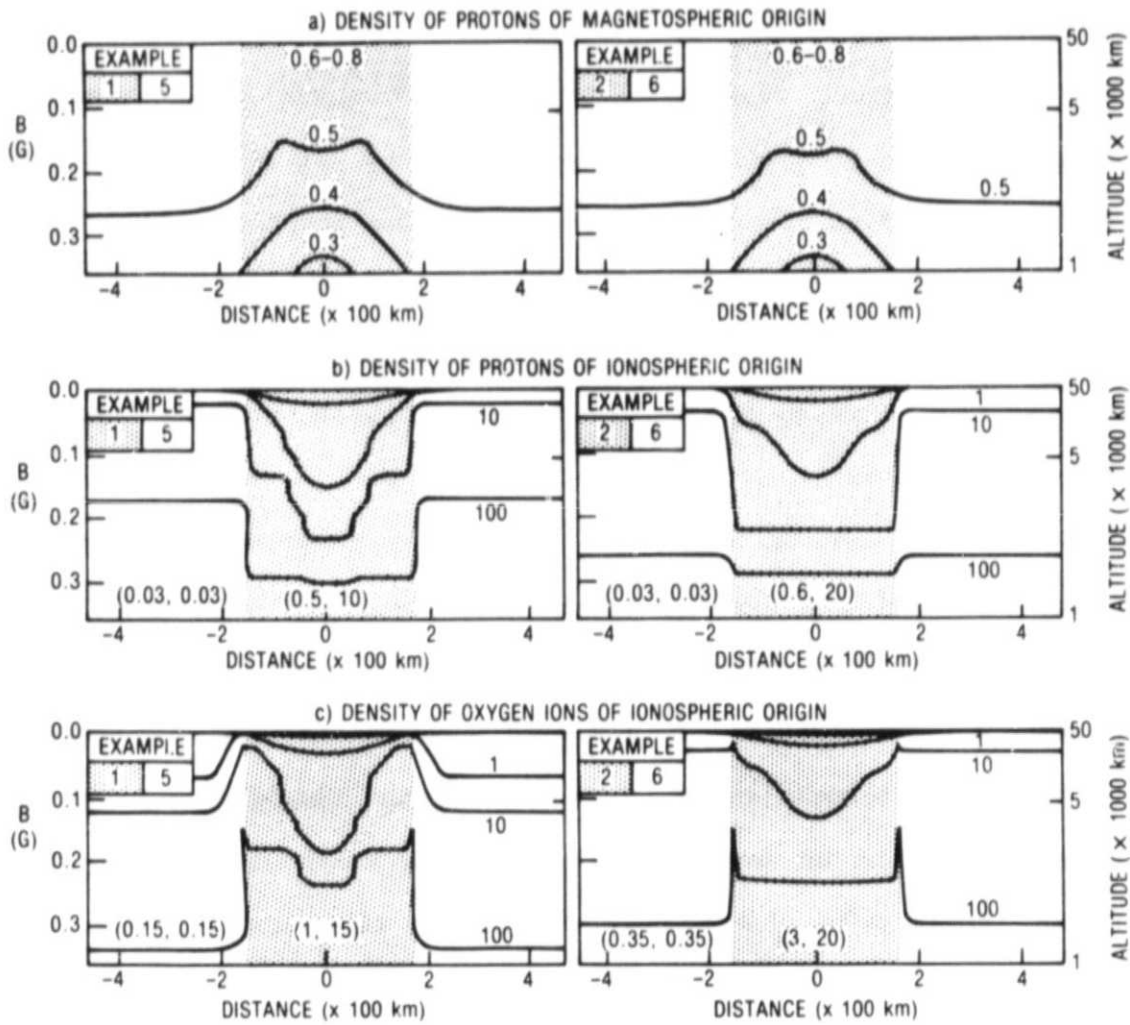 a) DENSITY OF PROTONS OF MAGNETOSPHERIC ORIGIN
0.0
0.1
0.2
0.3
B
(G)
EXAMPLE
1 5
0.6–0.8
0.5
0.4
0.3
-4 -2 0 2 4
DISTANCE (x 100 km)
EXAMPLE
2 6
0.6–0.8
0.5
0.5
0.4
0.3
-4 -2 0 2 4
DISTANCE (x 100 km)
50
5
1
ALTITUDE (× 1000 km)
b) DENSITY OF PROTONS OF IONOSPHERIC ORIGIN
0.0
0.1
0.2
0.3
B
(G)
EXAMPLE
1 5
10
100
(0.03, 0.03) (0.5, 10)
-4 -2 0 2 4
DISTANCE (x 100 km)
EXAMPLE
2 6
1
10
100
(0.03, 0.03) (0.6, 20)
-4 -2 0 2 4
DISTANCE (x 100 km)
50
5
1
ALTITUDE (× 1000 km)
c) DENSITY OF OXYGEN IONS OF IONOSPHERIC ORIGIN
0.0
0.1
0.2
0.3
B
(G)
EXAMPLE
1 5
1
10
100
(0.15, 0.15) (1, 15)
-4 -2 0 2 4
DISTANCE (x 100 km)
EXAMPLE
2 6
1
10
100
(0.35, 0.35) (3, 20)
-4 -2 0 2 4
DISTANCE (x 100 km)
50
5
1
ALTITUDE (× 1000 km)